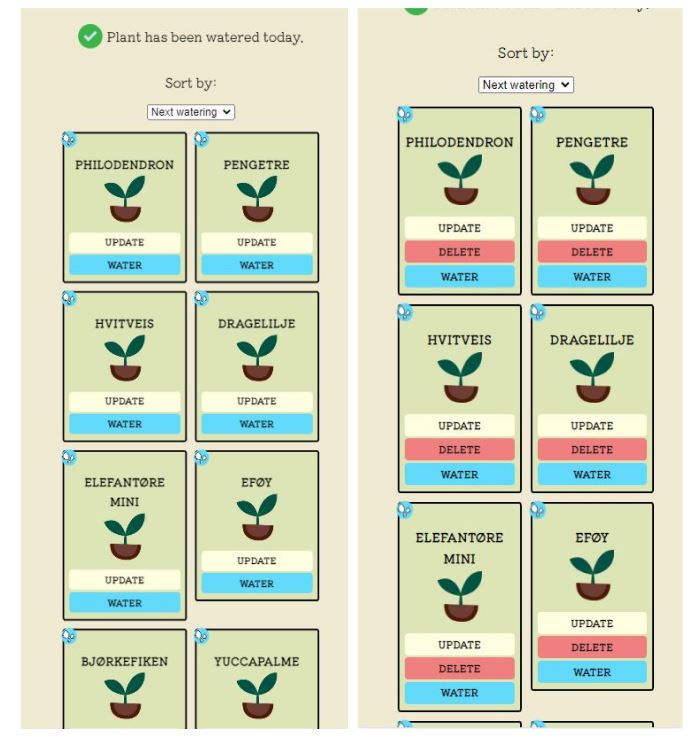 Plant has been watered today.
Sort by:
Next watering
PHILODENDRON
UPDATE
WATER
PENGETRE
UPDATE
WATER
HVITVEIS
UPDATE
WATER
DRAGELILJE
UPDATE
WATER
ELEFANTØRE
MINI
UPDATE
WATER
EFØY
UPDATE
WATER
BJØRKEFIKEN
YUCCAPALME
Sort by:
Next watering
PHILODENDRON
UPDATE
DELETE
WATER
PENGETRE
UPDATE
DELETE
WATER
HVITVEIS
UPDATE
DELETE
WATER
DRAGELILJE
UPDATE
DELETE
WATER
ELEFANTØRE
MINI
UPDATE
DELETE
WATER
EFØY
UPDATE
DELETE
WATER